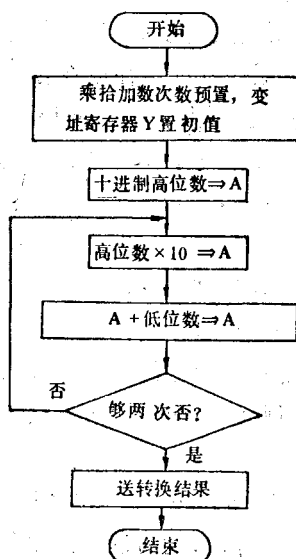 开始
乘拾加数次数预置，变
址寄存器Y置初值
十进制高位数⇒A
高位数×10 ⇒A
A +低位数⇒A
否
够两次否？
是
送转换结果
结束